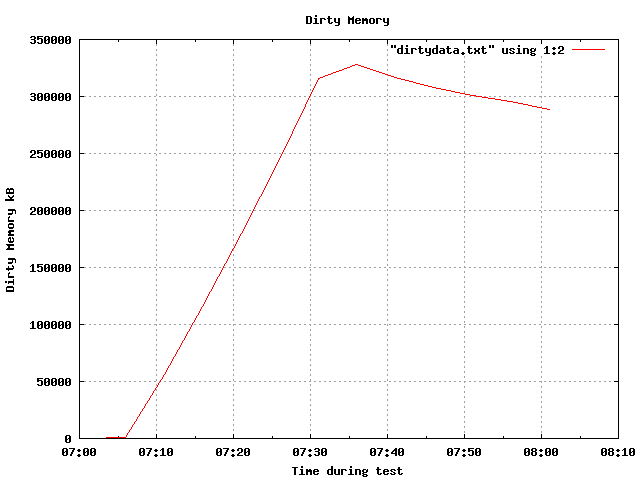 Dirty Memory
"dirtydata.txt" using 1:2
350000
300000
250000
200000
150000
100000
50000
0
Dirty Memory kB
07:00 07:10 07:20 07:30 07:40 07:50 08:00 08:10
Time during test